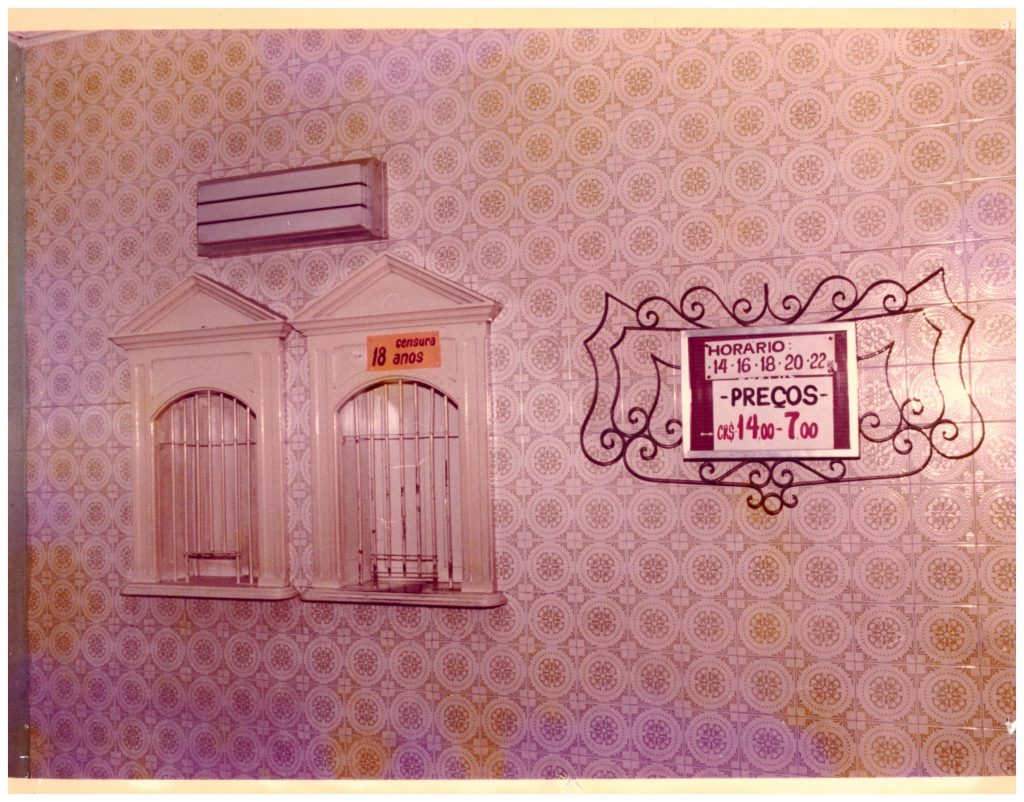 censura
18 anos
HORARIO:
14·16·18·20·22
-PREÇOS-
CR$14,00-7,00